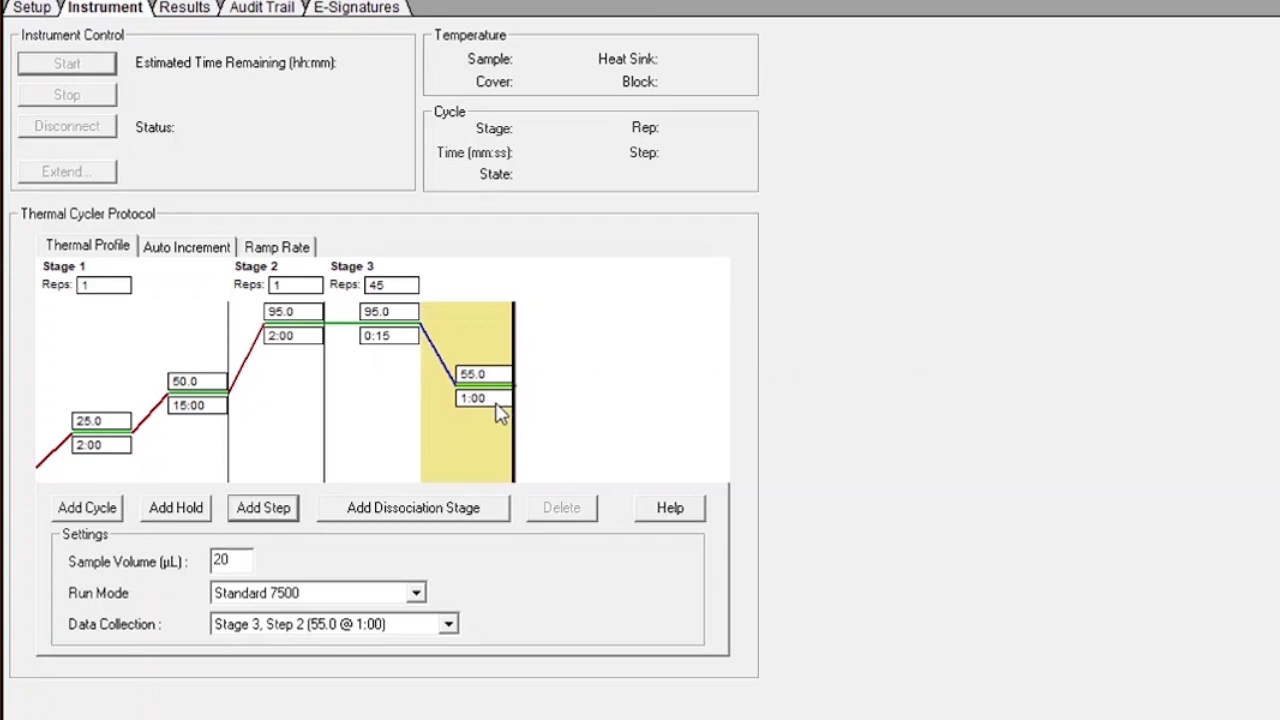 Setup Instrument Results Audit Trail E-Signatures
Instrument Control
Start Estimated Time Remaining (hh:mm):
Stop
Disconnect Status:
Extend...
Temperature
Sample: Heat Sink:
Cover: Block:
Cycle
Stage: Rep:
Time (mm:ss): Step:
State:
Thermal Cycler Protocol
Thermal Profile Auto Increment Ramp Rate
Stage 1 Stage 2 Stage 3
Reps: 1 Reps: 1 Reps: 45
95.0 95.0
2:00 0:15
50.0 55.0
15:00 1:00
25.0
2:00
Add Cycle Add Hold Add Step Add Dissociation Stage Delete Help
Settings
Sample Volume (µL) : 20
Run Mode Standard 7500
Data Collection : Stage 3, Step 2 (55.0 @ 1:00)